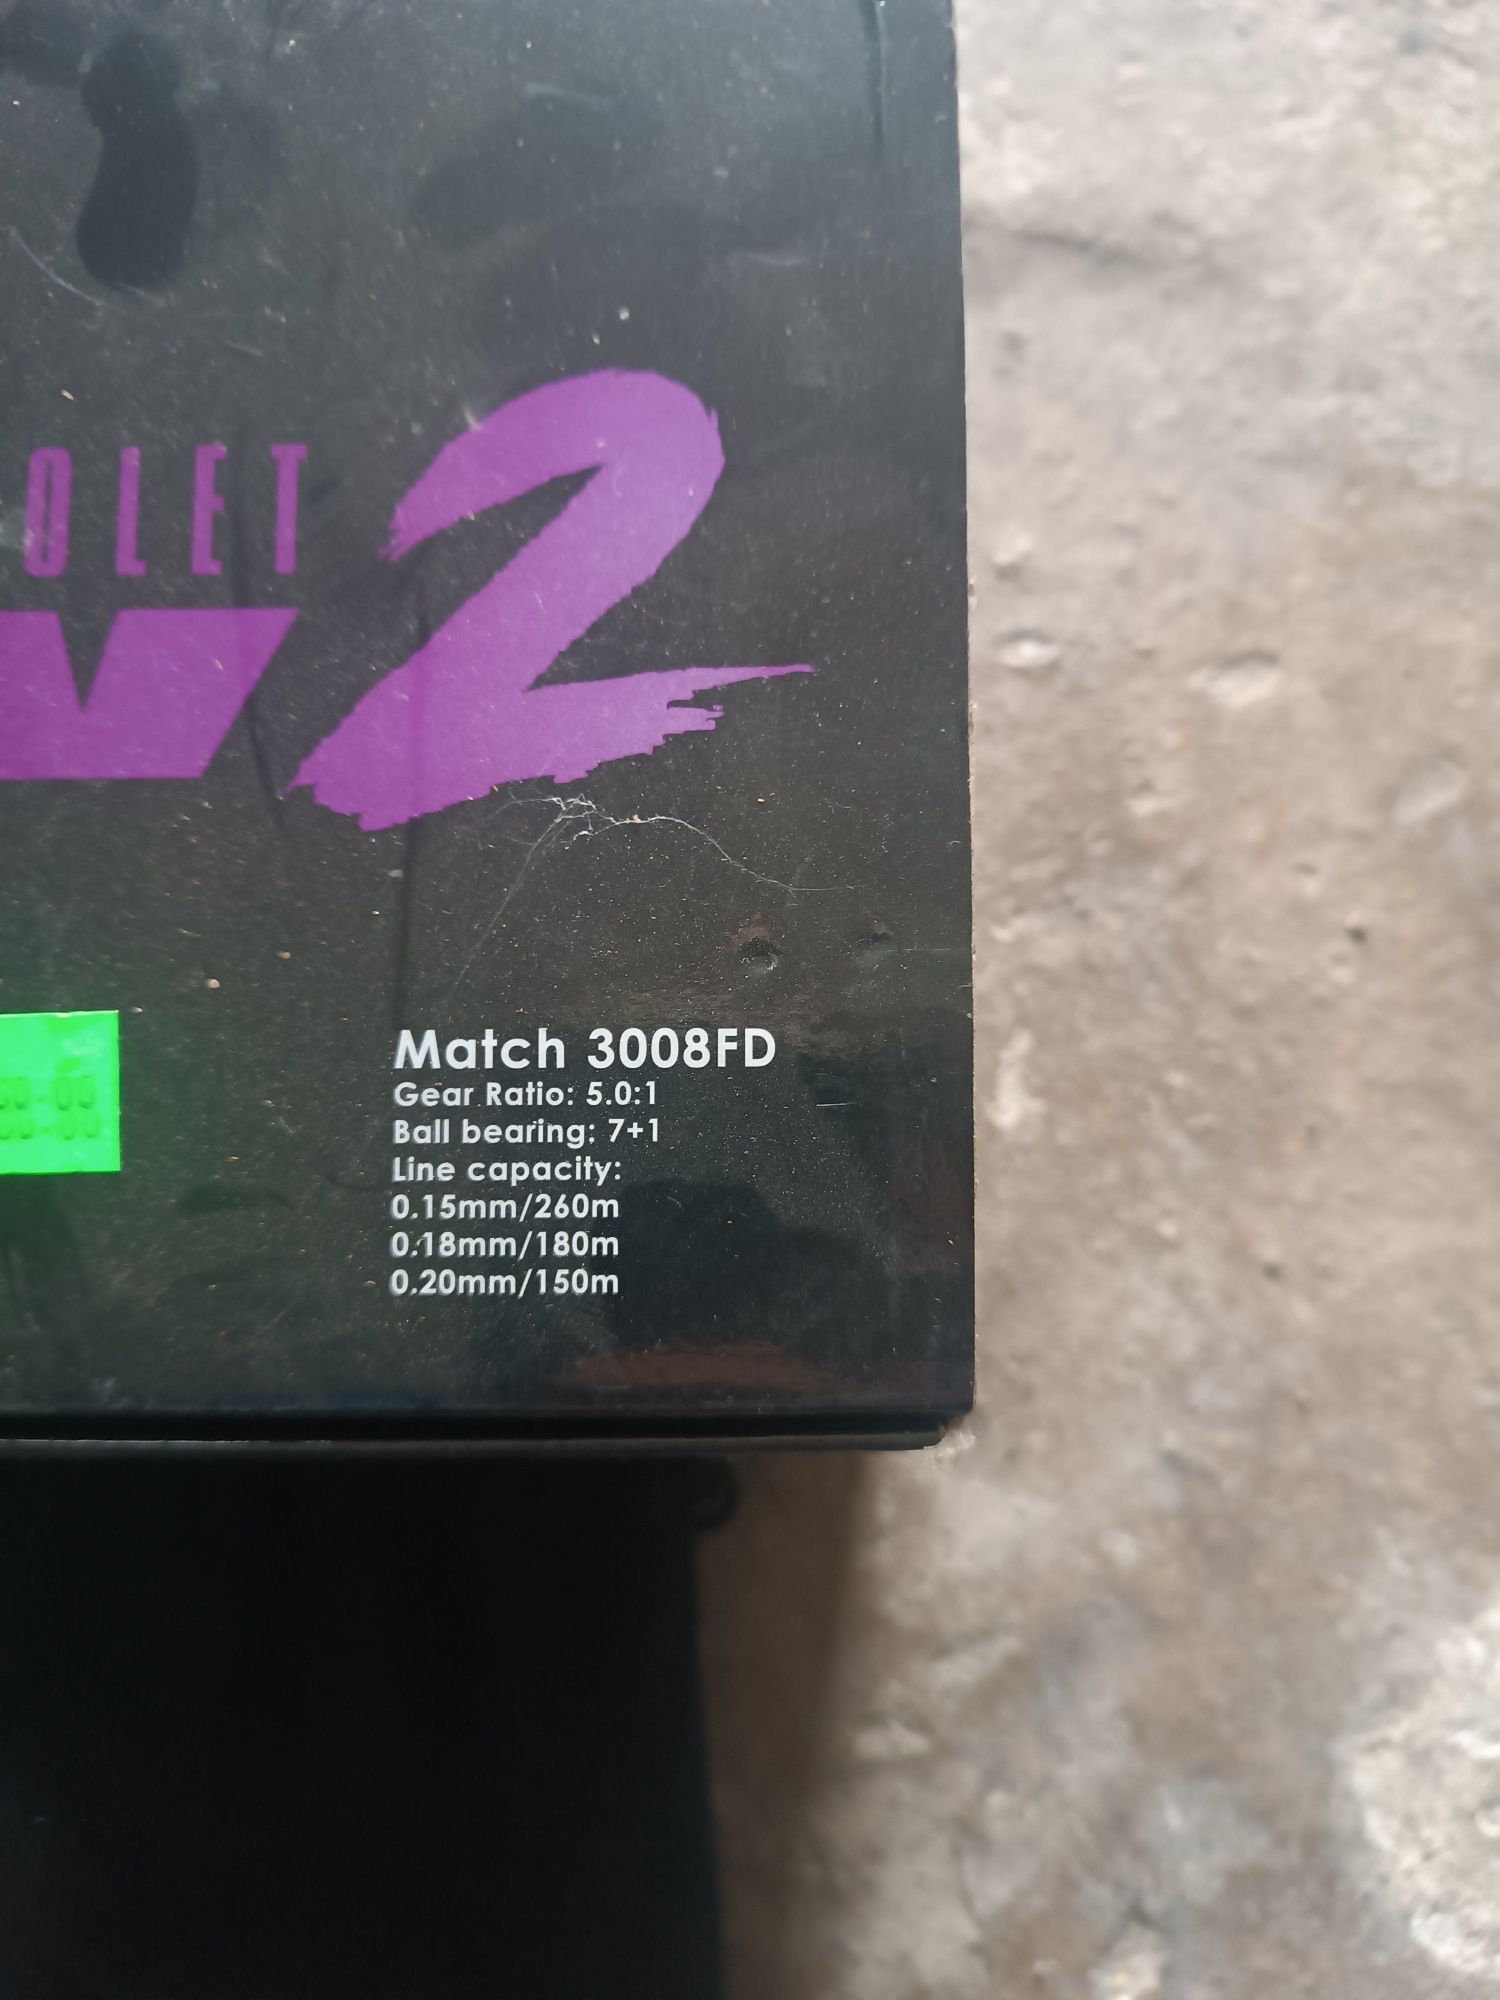 OLET
2
Match 3008FD
Gear Ratio: 5.0:1
Ball bearing: 7+1
Line capacity:
0.15mm/260m
0.18mm/180m
0.20mm/150m